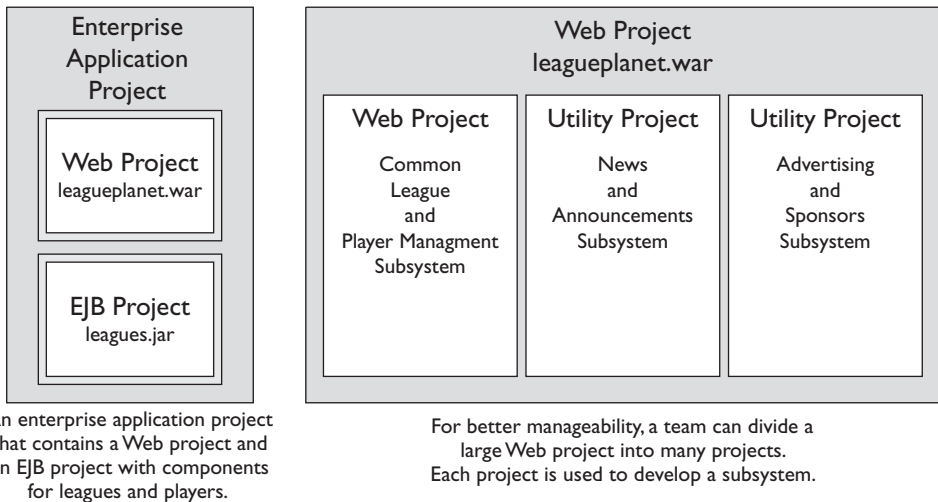 Enterprise
Application
Project
Web Project
leagueplanet.war
EJB Project
leagues.jar
n enterprise application project
hat contains a Web project and
n EJB project with components
for leagues and players.
Web Project
leagueplanet.war
Web Project
Common
League
and
Player Managment
Subsystem
Utility Project
News
and
Announcements
Subsystem
Utility Project
Advertising
and
Sponsors
Subsystem
For better manageability, a team can divide a
large Web project into many projects.
Each project is used to develop a subsystem.